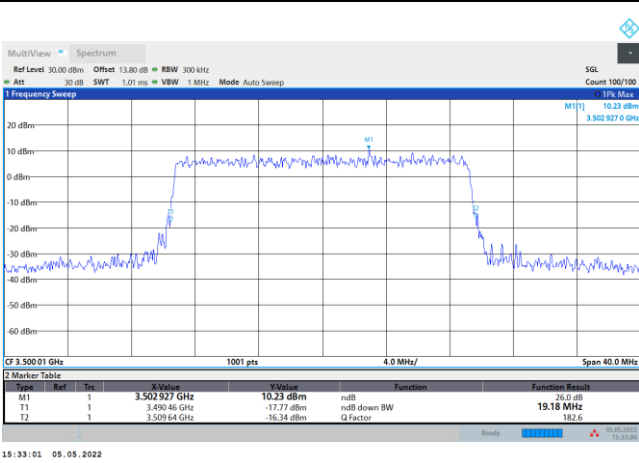 MultiView Spectrum
Ref Level 30.00 dBm Offset 13.80 dB RBW 300 kHz SGL
Att 30 dB SWT 1.01 ms VBW 1 MHz Mode Auto Sweep Count 100/100
1 Frequency Sweep 1Pk Max
M1[1] 10.23 dBm
3.502 927 0 GHz
20 dBm
M1
10 dBm
0 dBm
-10 dBm
T1 T2
-20 dBm
-30 dBm
-40 dBm
-50 dBm
-60 dBm
CF 3.500 01 GHz 1001 pts 4.0 MHz/ Span 40.0 MHz
2 Marker Table
Type Ref Trc X-Value Y-Value Function Function Result
M1 1 3.502 927 GHz 10.23 dBm ndB 26.0 dB
T1 1 3.490 46 GHz -17.77 dBm ndB down BW 19.18 MHz
T2 1 3.509 64 GHz -16.34 dBm Q Factor 182.6
Ready 05.05.2022
15:33:00
15:33:01 05.05.2022